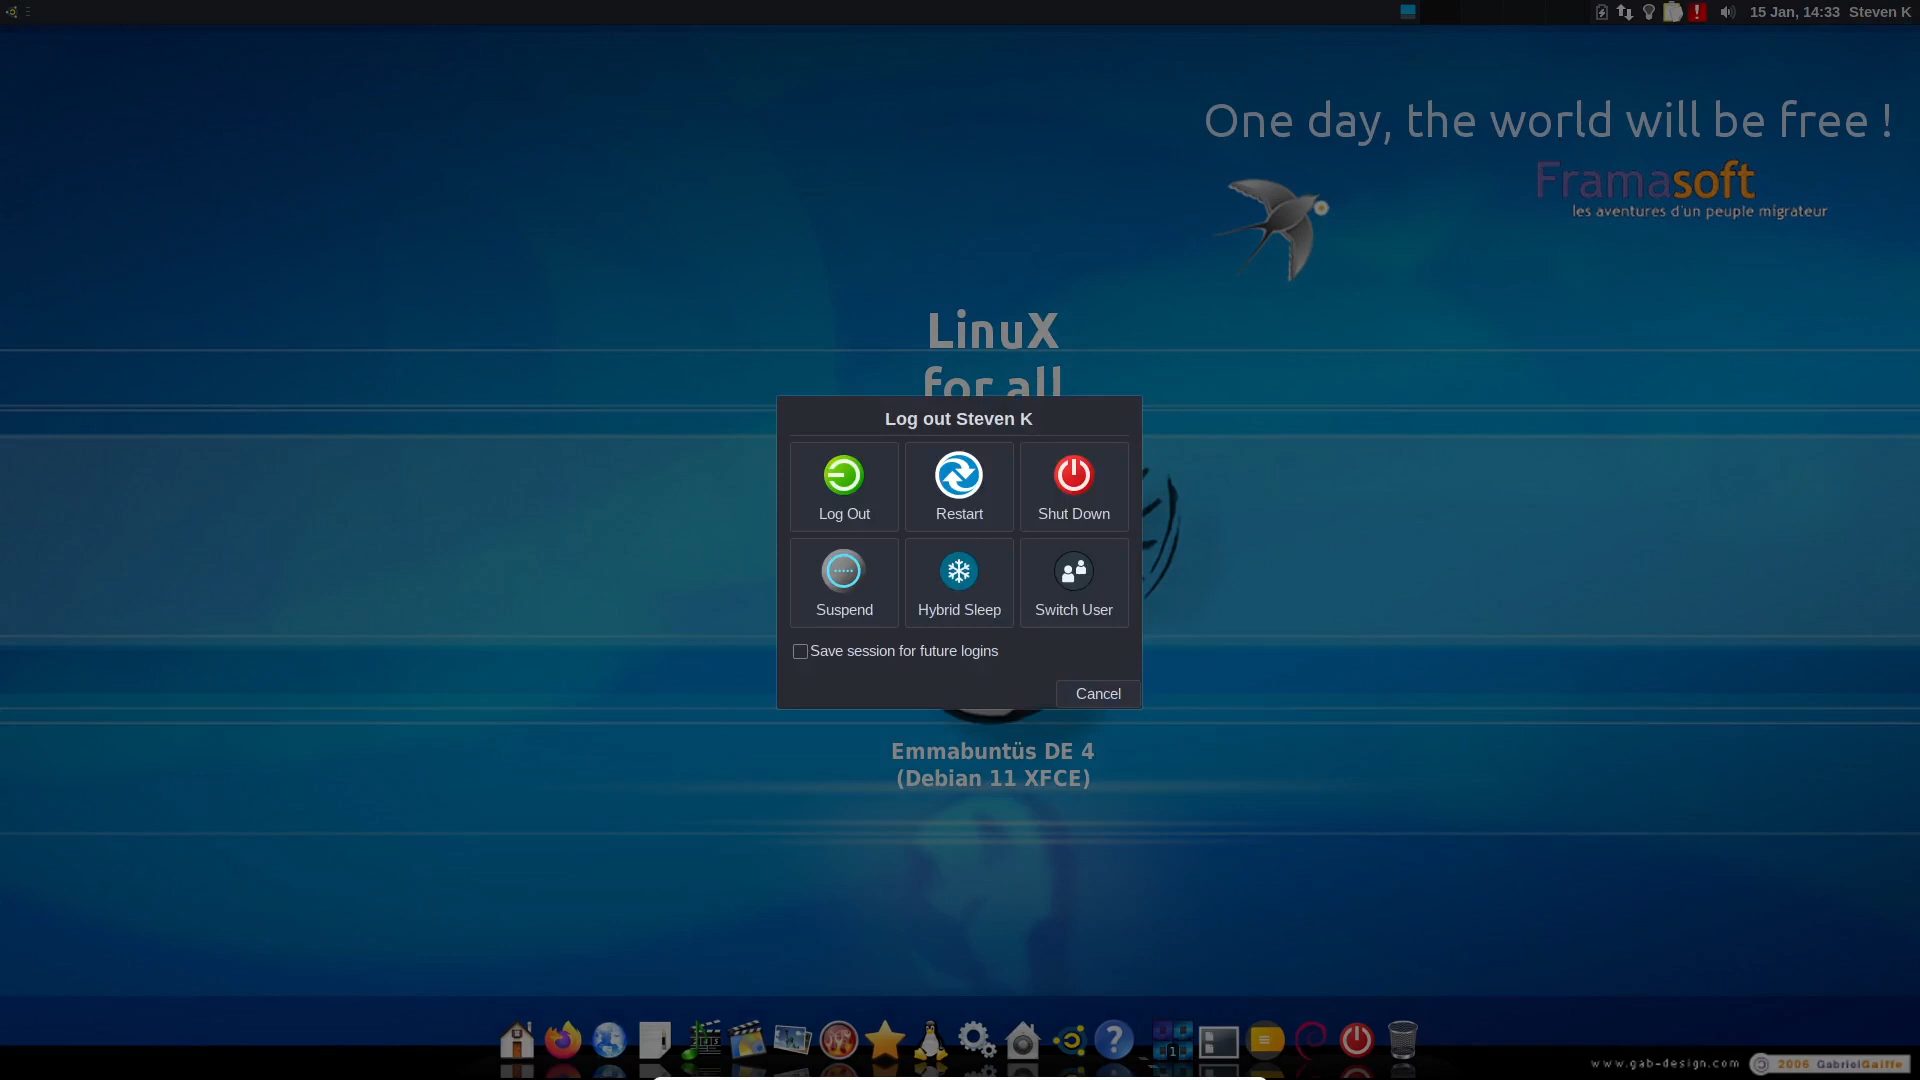 15 Jan, 14:33 Steven K
One day, the world will be free !
Framasoft
les aventures d'un peuple migrateur
LinuX
for all
Log out Steven K
Log Out
Restart
Shut Down
Suspend
Hybrid Sleep
Switch User
Save session for future logins
Cancel
Emmabuntüs DE 4
(Debian 11 XFCE)
1
www.gab-design.com
© 2006 GabrielGaiffe